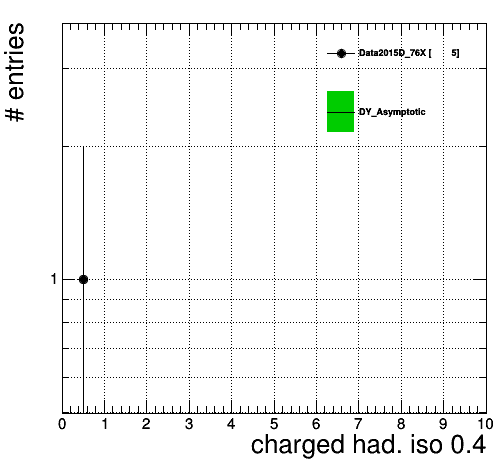 # entries
Data2015D_76X [ 5]
DY_Asymptotic
1
0 1 2 3 4 5 6 7 8 9 10
charged had. iso 0.4